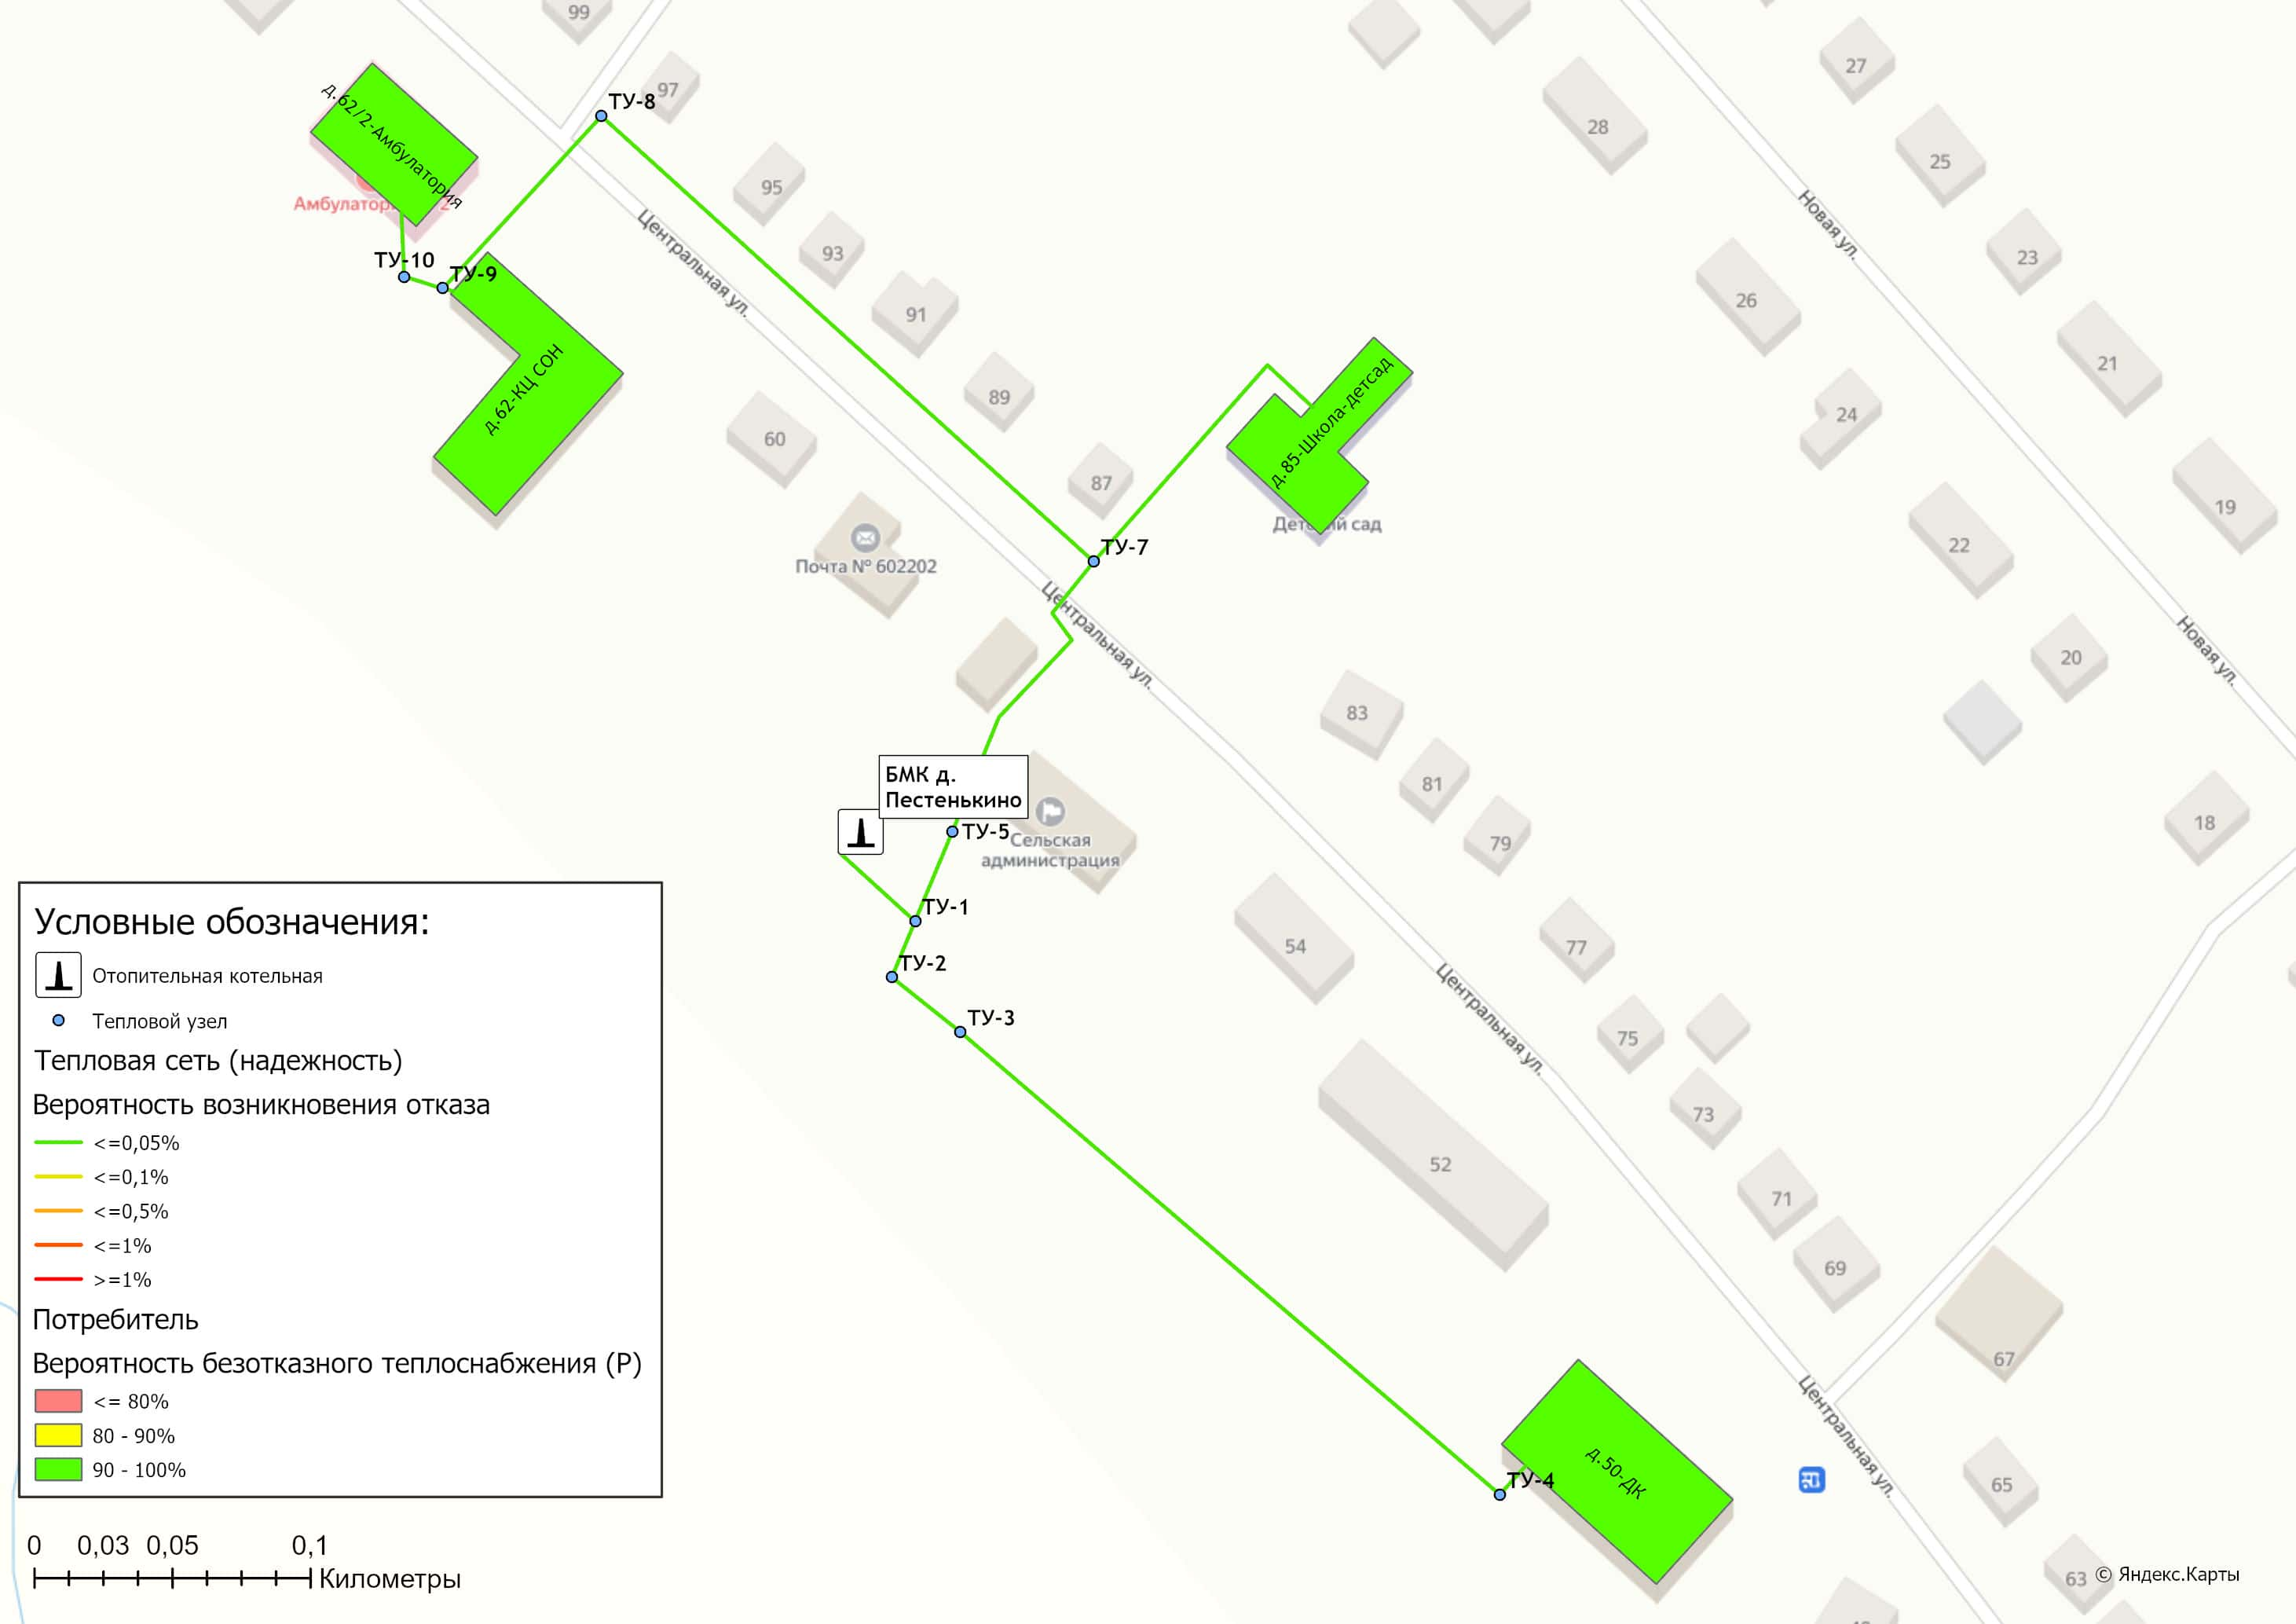 99
97
27
28
25
95
93
23
26
91
21
89
24
60
87
19
22
20
83
81
79
18
54
77
75
73
52
71
69
67
65
63
Центральная ул.
Центральная ул.
Центральная ул.
Центральная ул.
Новая ул.
Новая ул.
д.62/2-Амбулатория
Амбулатор
2
ТУ-8
ТУ-10
ТУ-9
д.62-КЦ СОН
д.85-Школа-детсад
Детский сад
ТУ-7
Почта № 602202
БМК д.
Пестенькино
ТУ-5
Сельская
администрация
ТУ-1
ТУ-2
ТУ-3
ТУ-4
д.50-ДК
Условные обозначения:
Отопительная котельная
Тепловой узел
Тепловая сеть (надежность)
Вероятность возникновения отказа
<=0,05%
<=0,1%
<=0,5%
<=1%
>=1%
Потребитель
Вероятность безотказного теплоснабжения (P)
<= 80%
80 - 90%
90 - 100%
0 0,03 0,05 0,1
Километры
© Яндекс.Карты